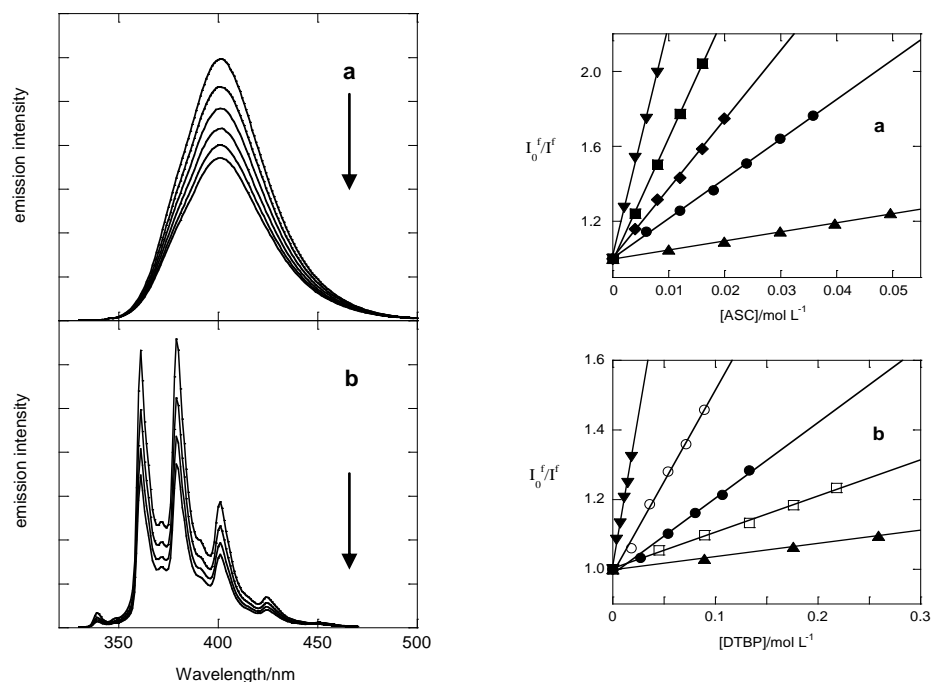 a
emission intensity
b
emission intensity
350 400 450 500
Wavelength/nm
2.0
1.6
1.2
I₀ᶠ/Iᶠ
a
0 0.01 0.02 0.03 0.04 0.05
[ASC]/mol L⁻¹
1.6
1.4
1.2
1.0
I₀ᶠ/Iᶠ
b
0 0.1 0.2 0.3
[DTBP]/mol L⁻¹